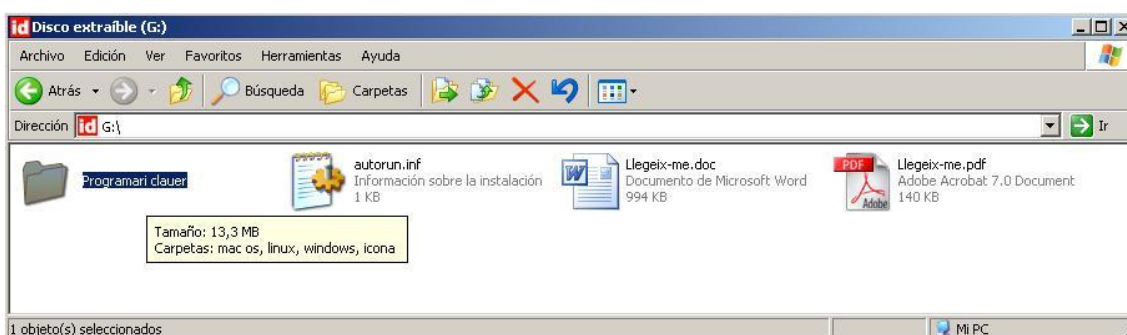 id Disco extraíble (G:)
Archivo Edición Ver Favoritos Herramientas Ayuda
Atrás Búsqueda Carpetas
Dirección id G:\ Ir
Programari clauer
autorun.inf
Información sobre la instalación
1 KB
W
Llegeix-me.doc
Documento de Microsoft Word
994 KB
PDF
Adobe
Llegeix-me.pdf
Adobe Acrobat 7.0 Document
140 KB
Tamaño: 13,3 MB
Carpetas: mac os, linux, windows, icona
1 objeto(s) seleccionados Mi PC